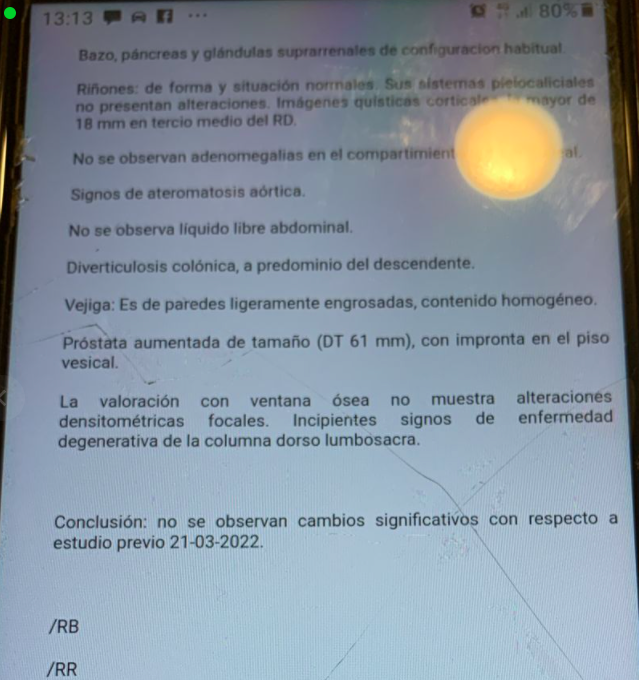 13:13 ... 80%
Bazo, páncreas y glándulas suprarrenales de configuracion habitual.
Riñones: de forma y situación normales. Sus sistemas pielocaliciales
no presentan alteraciones. Imágenes quísticas corticales, la mayor de
18 mm en tercio medio del RD.
No se observan adenomegalias en el
Signos de ateromatosis aórtica.
No se observa líquido libre abdominal.
Diverticulosis colónica, a predominio del descendente.
Vejiga: Es de paredes ligeramente engrosadas, contenido homogéneo.
Próstata aumentada de tamaño (DT 61 mm), con impronta en el piso
vesical.
La valoración con ventana ósea no muestra alteraciones
densitométricas focales. Incipientes signos de enfermedad
degenerativa de la columna dorso lumbosacra.
Conclusión: no se observan cambios significativos con respecto a
estudio previo 21-03-2022.
/RB
/RR